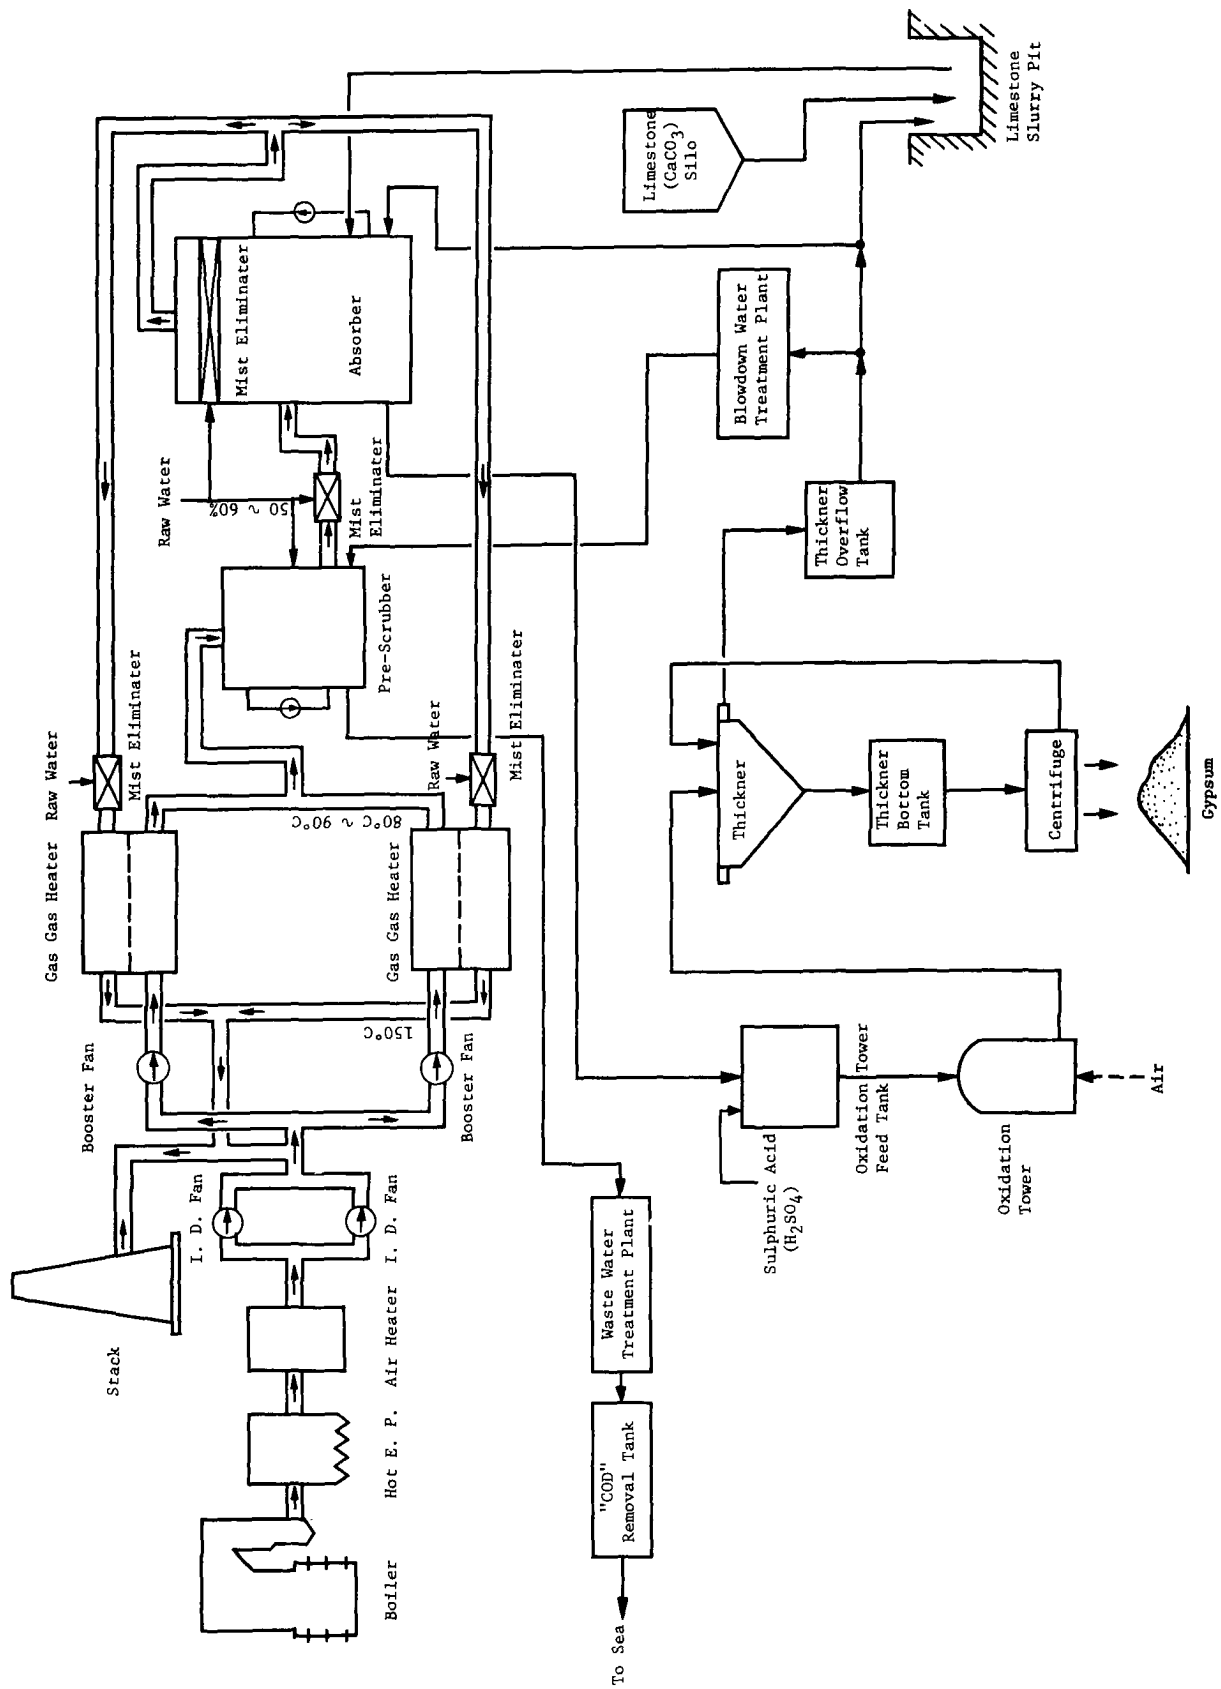 Stack
Boiler
Hot E. P.
Air Heater
I. D. Fan
I. D. Fan
Booster Fan
Booster Fan
150°C
Gas Gas Heater
Gas Gas Heater
80°C ~ 90°C
Raw Water
Mist Eliminater
Raw Water
Mist Eliminater
Pre-Scrubber
Raw Water
50 ~ 60%
Mist
Eliminater
Mist Eliminater
Absorber
Limestone
(CaCO3)
Silo
Limestone
Slurry Pit
Blowdown Water
Treatment Plant
Thickner
Overflow
Tank
Thickner
Thickner
Bottom
Tank
Centrifuge
Gypsum
Sulphuric Acid
(H2SO4)
Oxidation Tower
Feed Tank
Oxidation
Tower
Air
Waste Water
Treatment Plant
"COD"
Removal Tank
To Sea